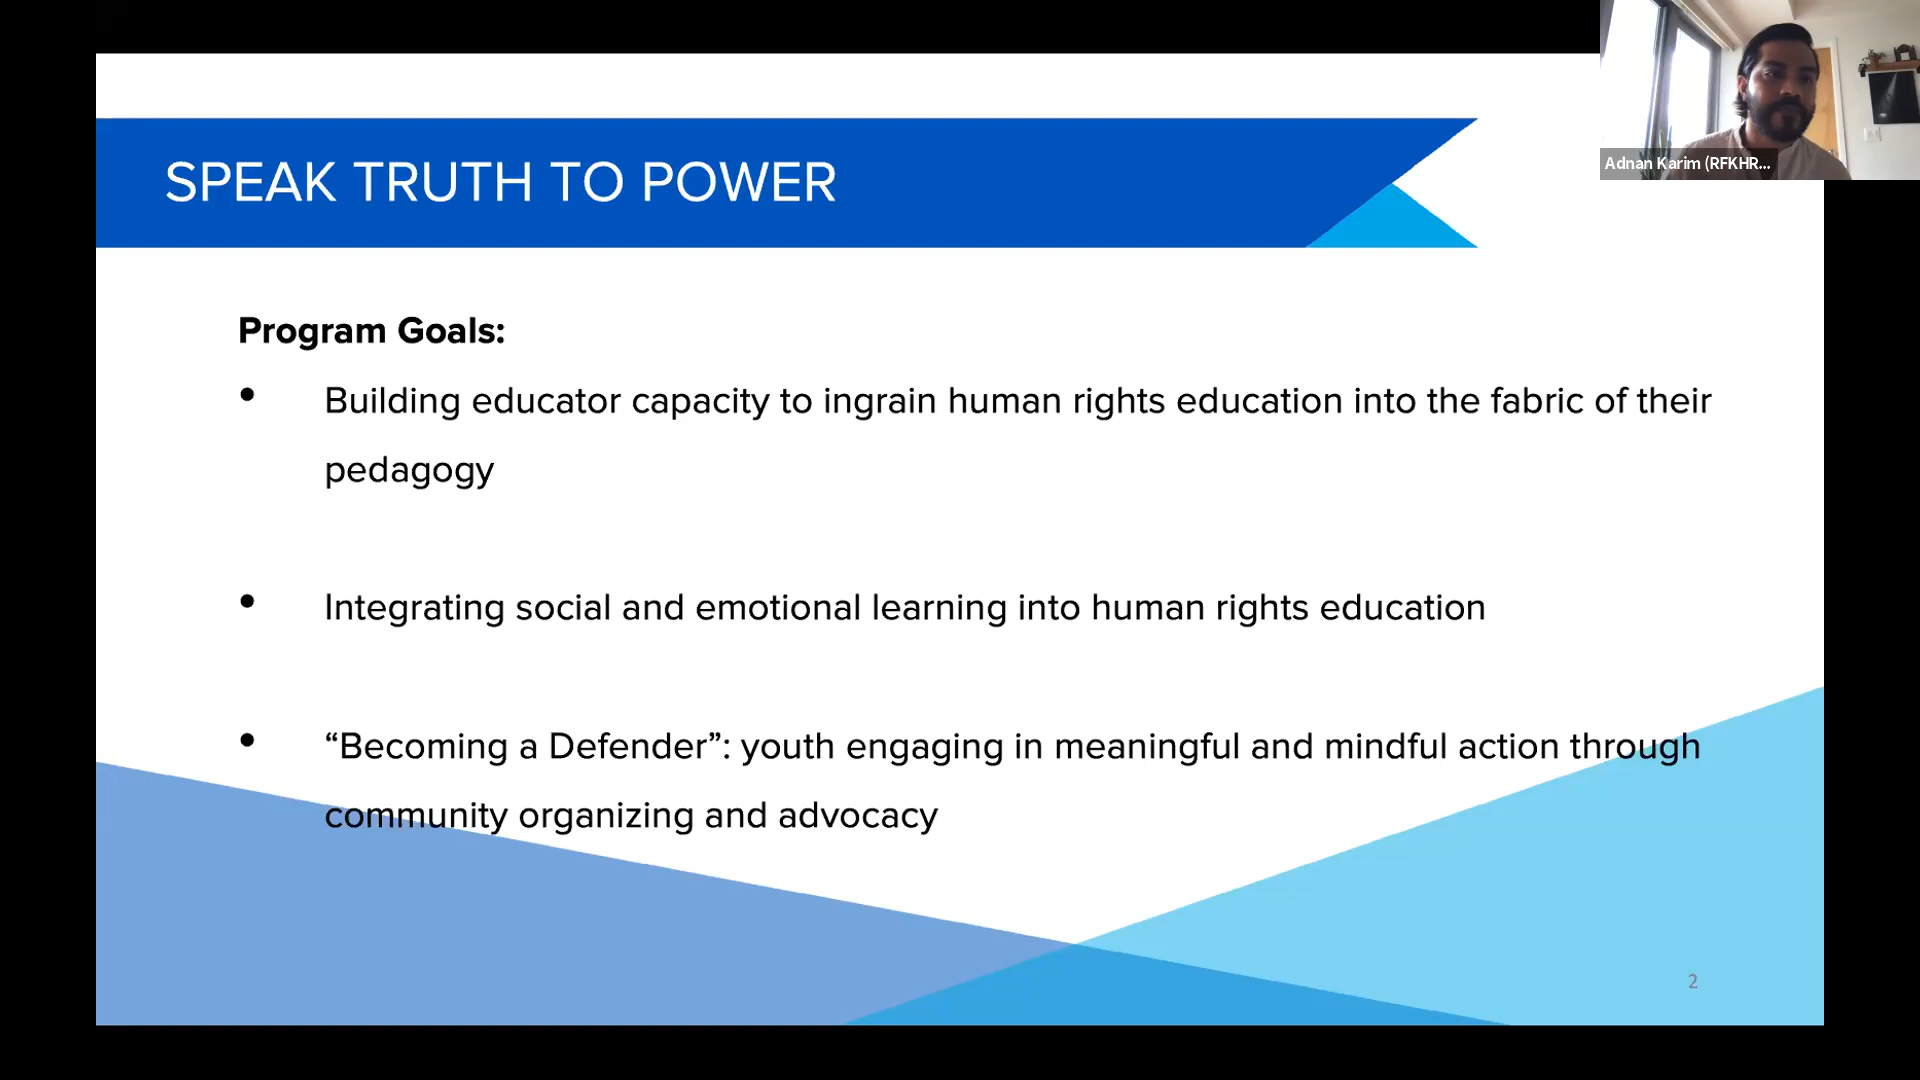 SPEAK TRUTH TO POWER
Adnan Karim (RFKHR...
Program Goals:
• Building educator capacity to ingrain human rights education into the fabric of their
pedagogy
• Integrating social and emotional learning into human rights education
• “Becoming a Defender”: youth engaging in meaningful and mindful action through
community organizing and advocacy
2